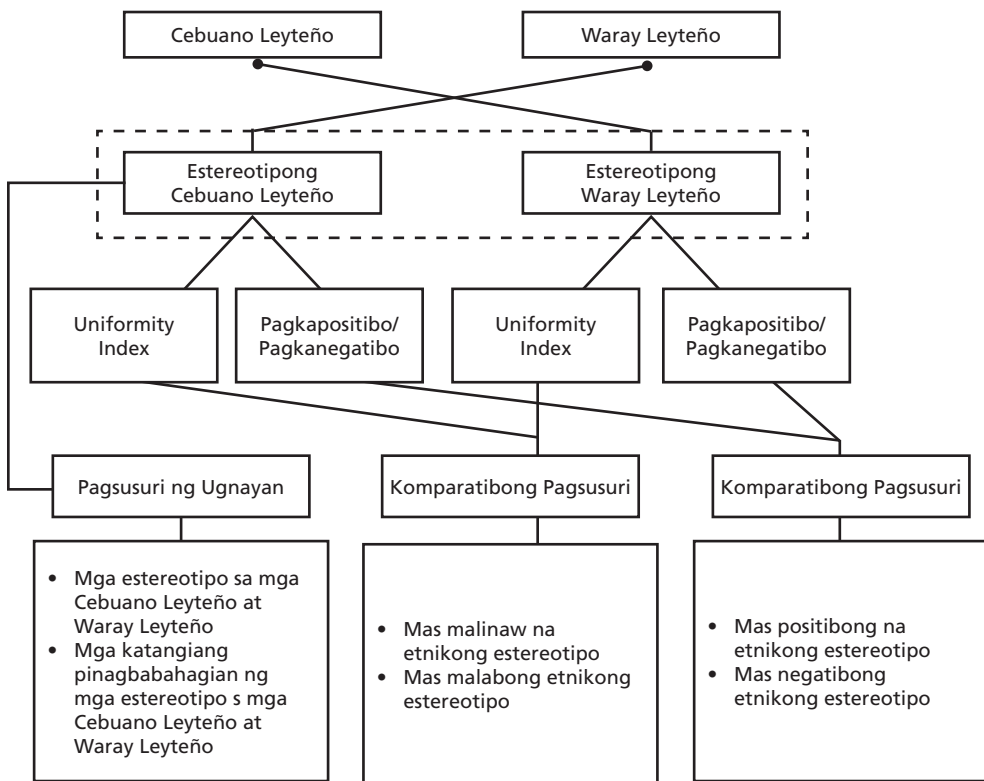 Cebuano Leyteño
Waray Leyteño
Estereotipong
Cebuano Leyteño
Estereotipong
Waray Leyteño
Uniformity
Index
Pagkapositibo/
Pagkanegatibo
Uniformity
Index
Pagkapositibo/
Pagkanegatibo
Pagsusuri ng Ugnayan
Komparatibong Pagsusuri
Komparatibong Pagsusuri
• Mga estereotipo sa mga
Cebuano Leyteño at
Waray Leyteño
• Mga katangiang
pinagbabahagian ng
mga estereotipo s mga
Cebuano Leyteño at
Waray Leyteño
• Mas malinaw na
etnikong estereotipo
• Mas malabong etnikong
estereotipo
• Mas positibong na
etnikong estereotipo
• Mas negatibong
etnikong estereotipo